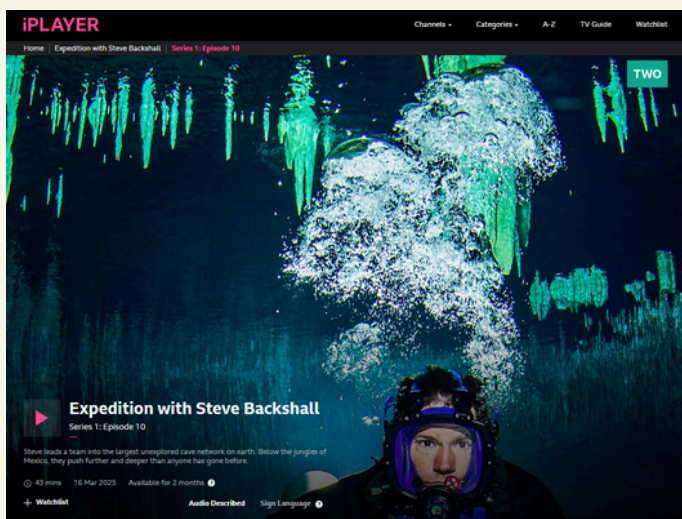 iPLAYER
Channels Categories A-Z TV Guide Watchlist
Home Expedition with Steve Backshall Series 1: Episode 10
TWO
Expedition with Steve Backshall
Series 1: Episode 10
Steve leads a team into the largest unexplored cave network on earth. Below the jungles of
Mexico, they push further and deeper than anyone has gone before.
43 mins 16 Mar 2025 Available for 2 months ?
+ Watchlist Audio Described Sign Language ?